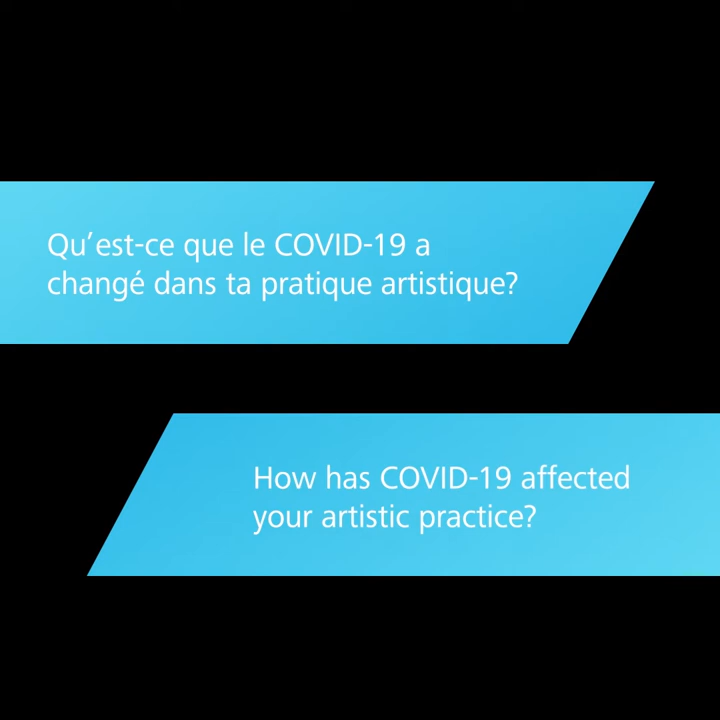 Qu’est-ce que le COVID-19 a
changé dans ta pratique artistique?
How has COVID-19 affected
your artistic practice?